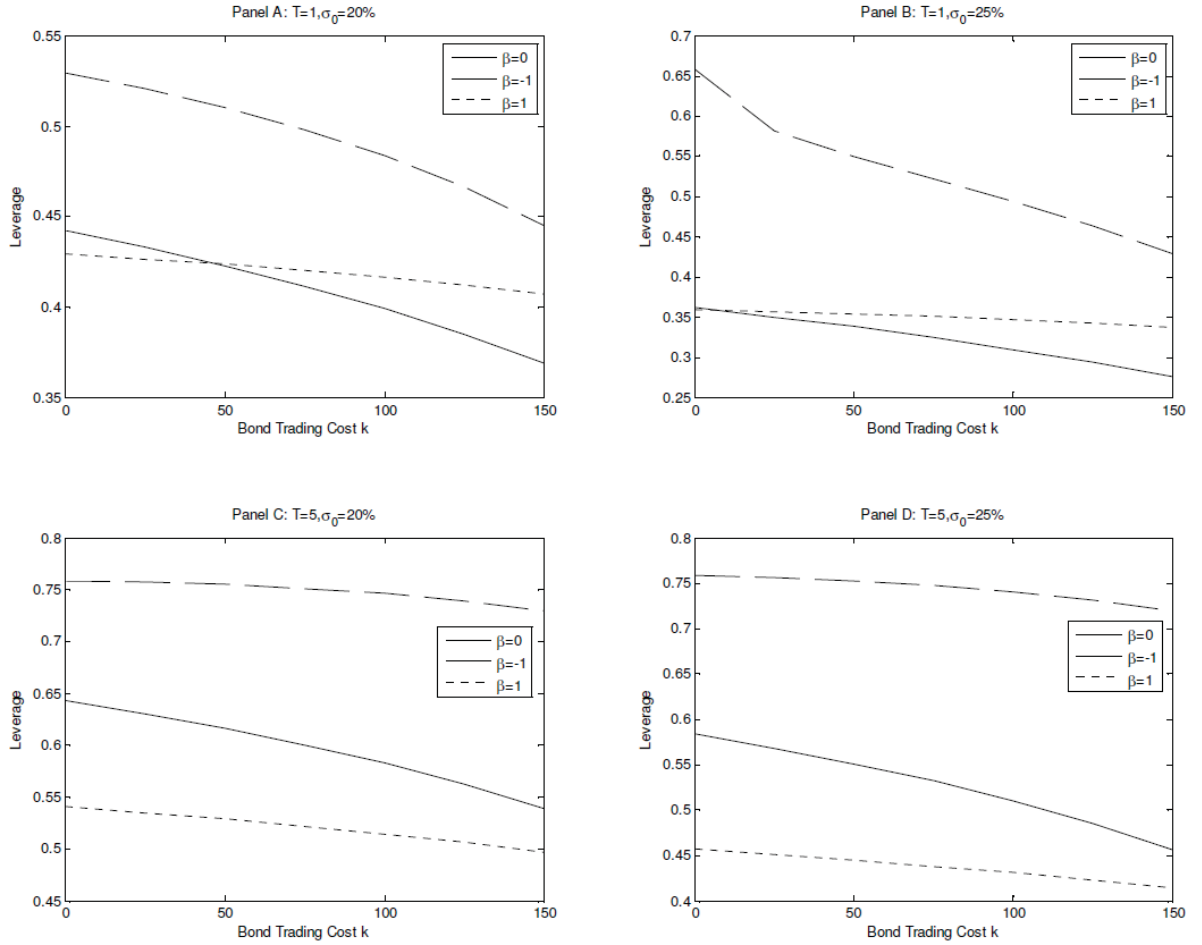 Panel A: T=1,σ0=20%
0.55
0.5
0.45
0.4
0.35
Leverage
β=0
β=-1
β=1
0 50 100 150
Bond Trading Cost k
Panel B: T=1,σ0=25%
0.7
0.65
0.6
0.55
0.5
0.45
0.4
0.35
0.3
0.25
Leverage
β=0
β=-1
β=1
0 50 100 150
Bond Trading Cost k
Panel C: T=5,σ0=20%
0.8
0.75
0.7
0.65
0.6
0.55
0.5
0.45
Leverage
β=0
β=-1
β=1
0 50 100 150
Bond Trading Cost k
Panel D: T=5,σ0=25%
0.8
0.75
0.7
0.65
0.6
0.55
0.5
0.45
0.4
Leverage
β=0
β=-1
β=1
0 50 100 150
Bond Trading Cost k